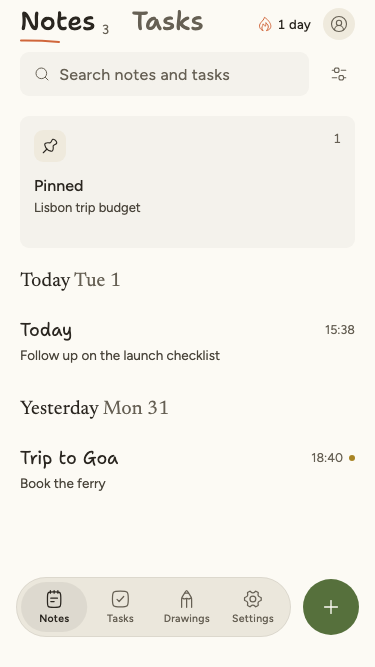 Notes 3 Tasks 1 day
Search notes and tasks
1
Pinned
Lisbon trip budget
Today Tue 1
Today 15:38
Follow up on the launch checklist
Yesterday Mon 31
Trip to Goa 18:40
Book the ferry
Notes Tasks Drawings Settings